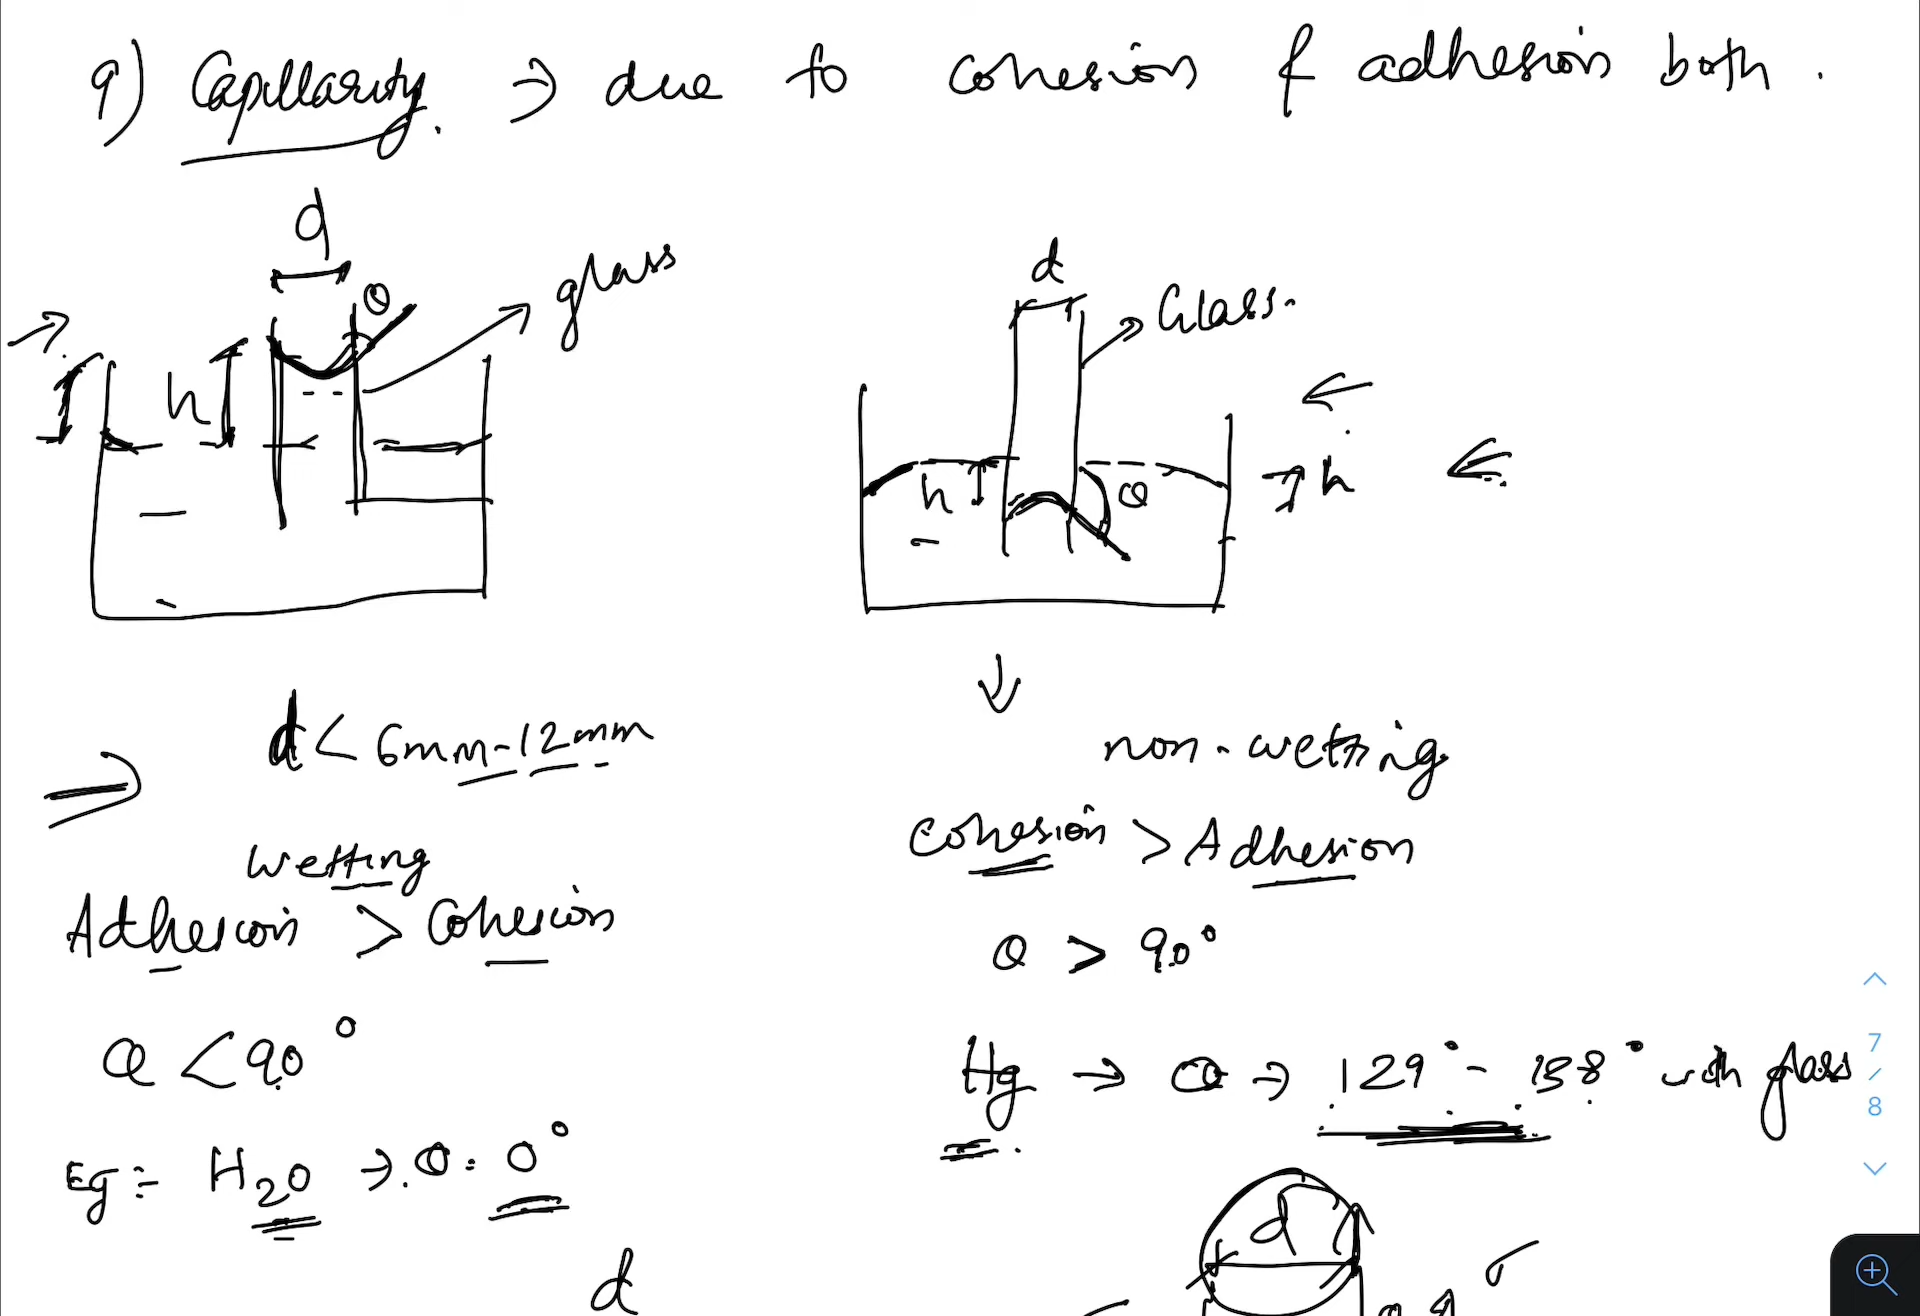 9) Capillarity. → due to cohesion & adhesion both.
d
θ
glass
h
d
Glass.
h
θ
h
d < 6mm-12mm
wetting
Adhesion > Cohesion
θ < 90°
Eg:- H2O → θ = 0°
d
non-wetting
Cohesion > Adhesion
θ > 90°
Hg → θ → 129° - 138° with glass
d
σ
7
/
8